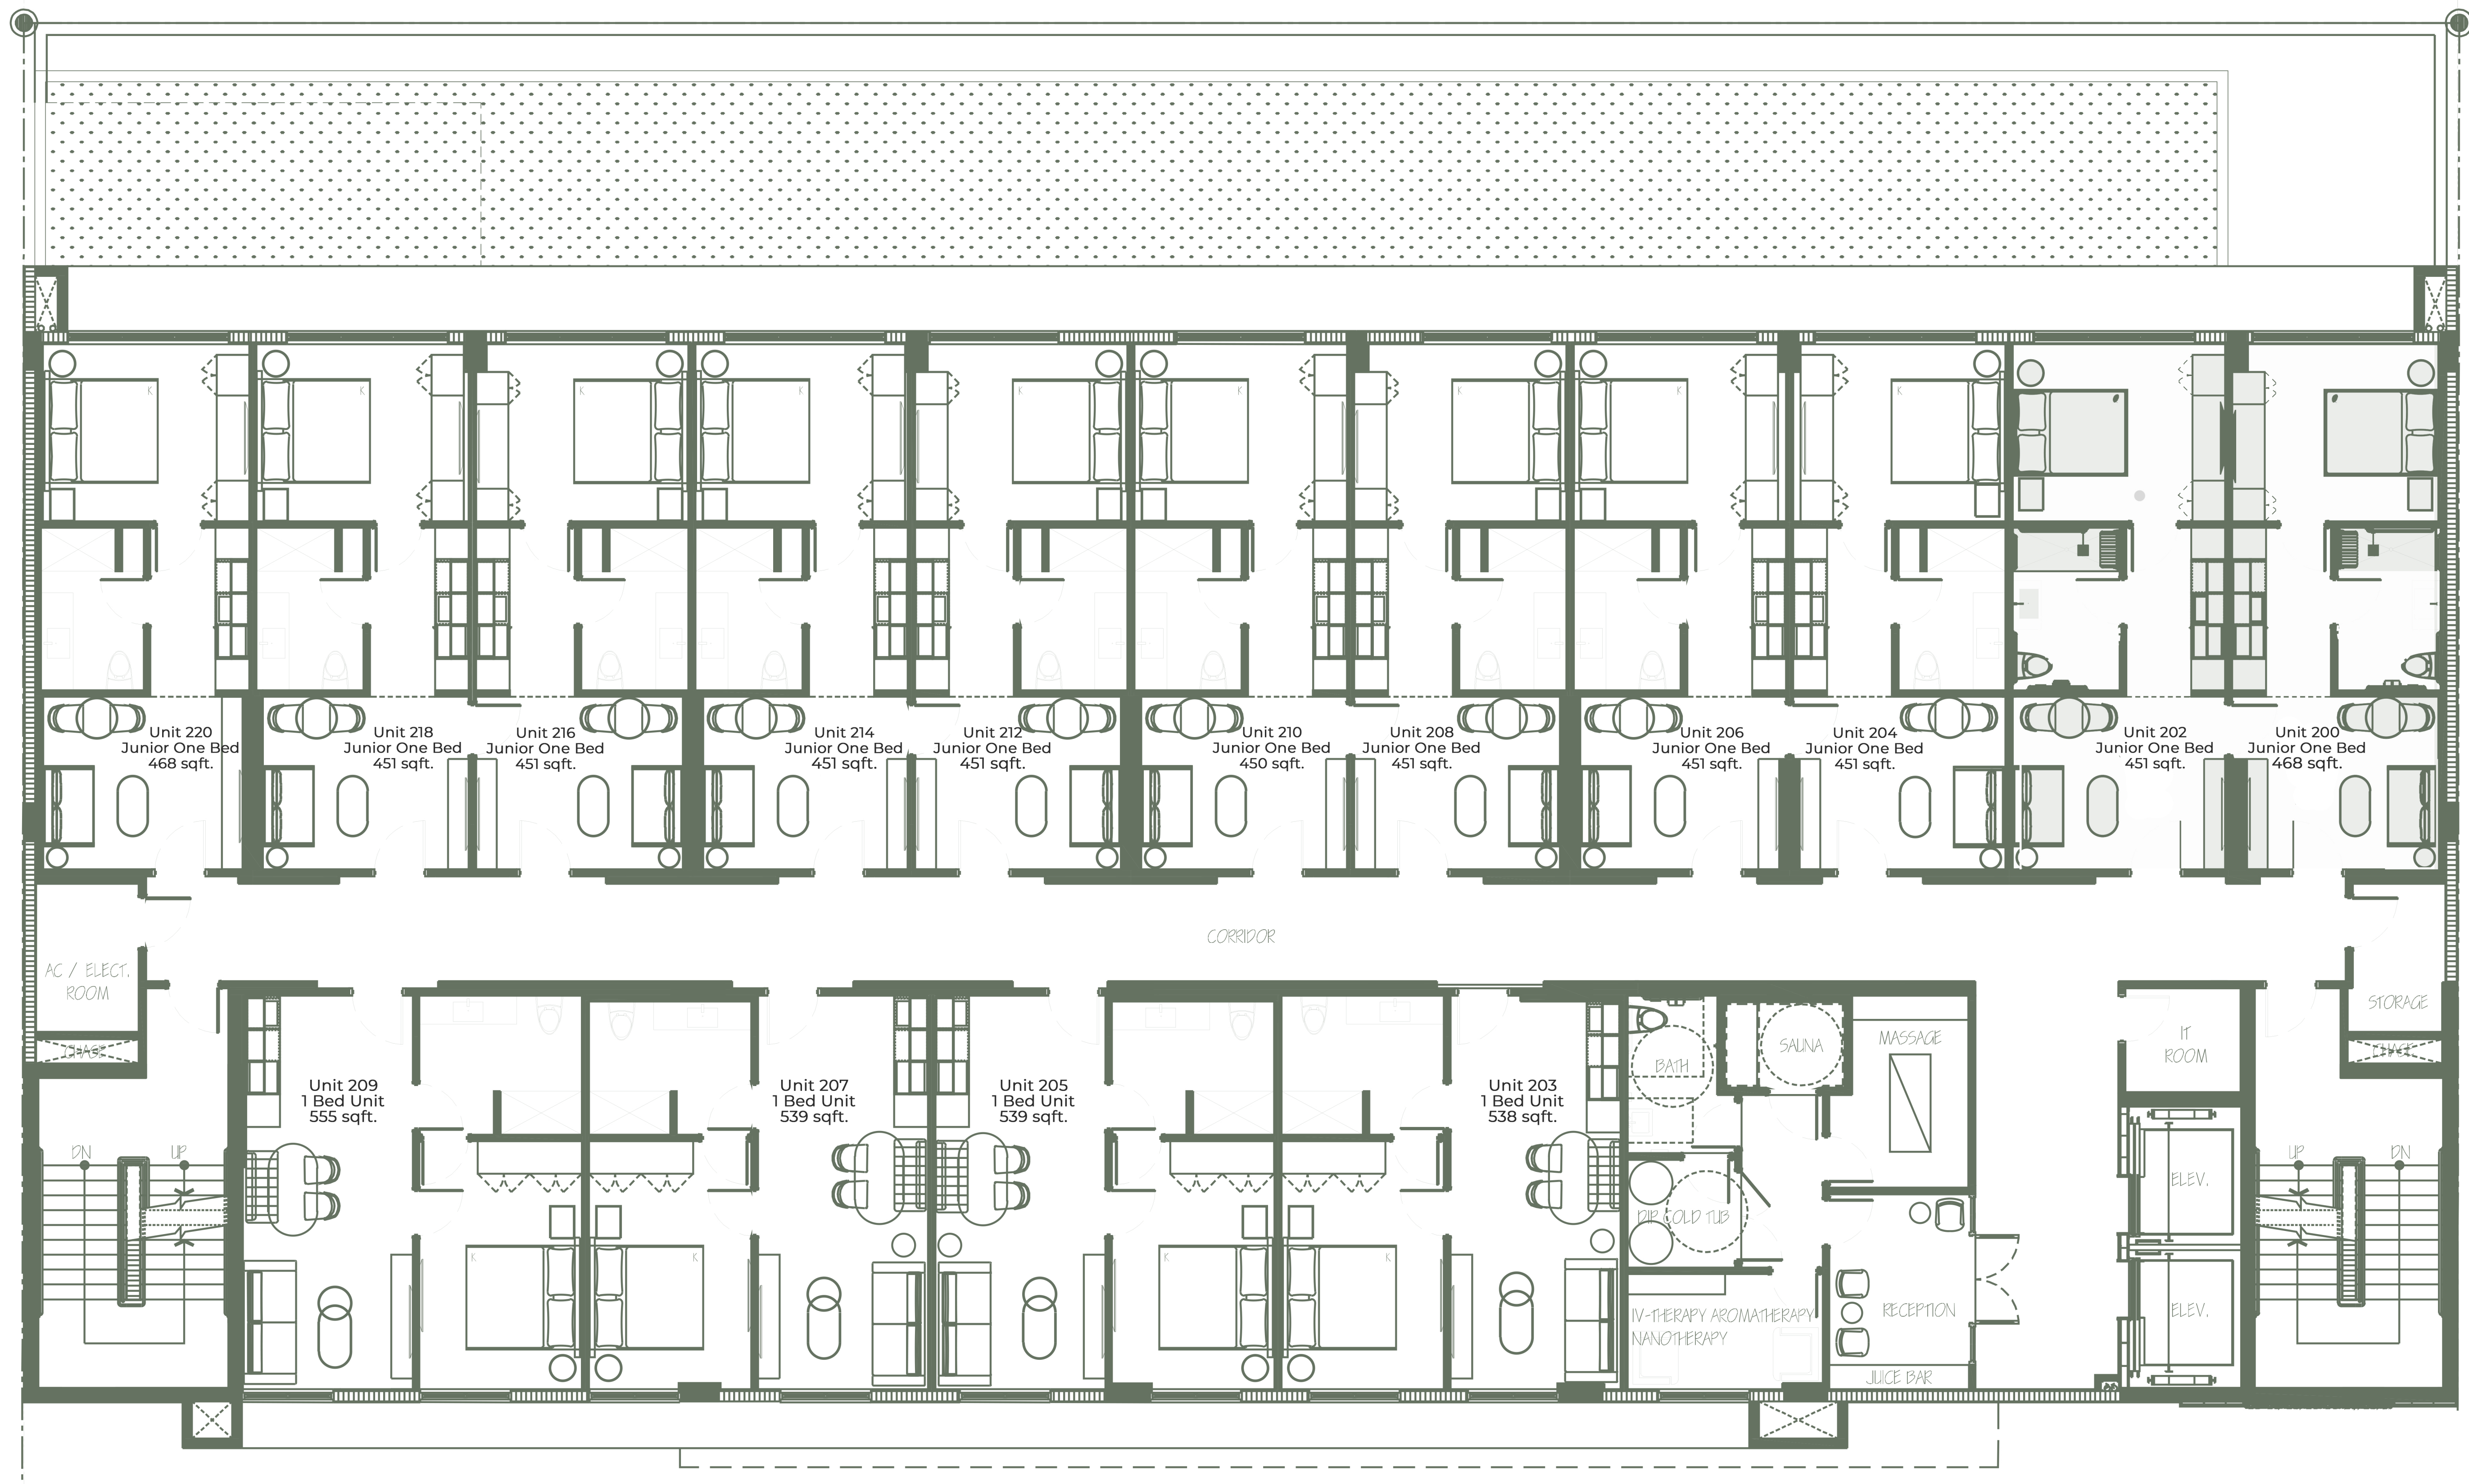 K
K
K
K
K
K
K
K
K
Unit 220
Junior One Bed
468 sqft.
Unit 218
Junior One Bed
451 sqft.
Unit 216
Junior One Bed
451 sqft.
Unit 214
Junior One Bed
451 sqft.
Unit 212
Junior One Bed
451 sqft.
Unit 210
Junior One Bed
450 sqft.
Unit 208
Junior One Bed
451 sqft.
Unit 206
Junior One Bed
451 sqft.
Unit 204
Junior One Bed
451 sqft.
Unit 202
Junior One Bed
451 sqft.
Unit 200
Junior One Bed
468 sqft.
CORRIDOR
AC / ELECT.
ROOM
CHASE
STORAGE
CHASE
IT
ROOM
MASSAGE
SAUNA
BATH
Unit 209
1 Bed Unit
555 sqft.
Unit 207
1 Bed Unit
539 sqft.
Unit 205
1 Bed Unit
539 sqft.
Unit 203
1 Bed Unit
538 sqft.
DN
UP
UP
DN
ELEV.
DIP COLD TUB
K
K
K
K
IV-THERAPY AROMATHERAPY
NANOTHERAPY
RECEPTION
ELEV.
JUICE BAR